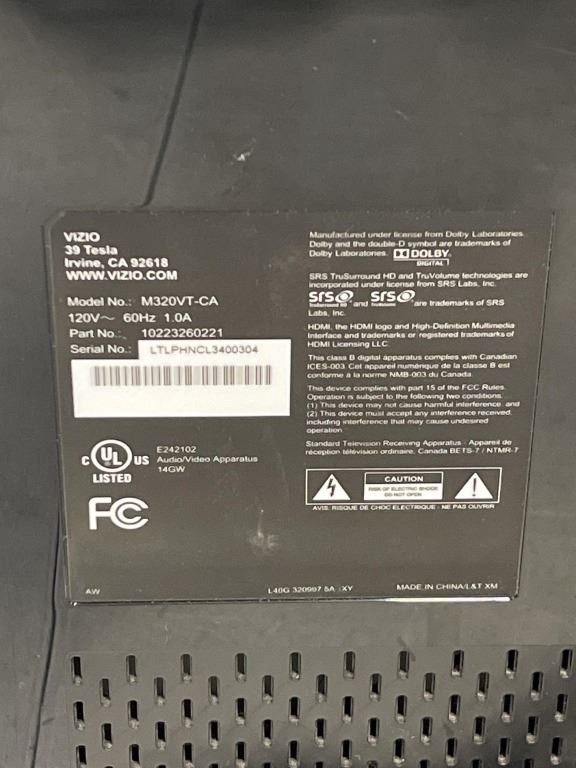 VIZIO
39 Tesla
Irvine, CA 92618
WWW.VIZIO.COM
Model No.: M320VT-CA
120V~ 60Hz 1.0A
Part No.: 10223260221
Serial No.: LTLPHNCL3400304
C UL US
LISTED
E242102
Audio/Video Apparatus
14GW
FC
AW
Manufactured under license from Dolby Laboratories.
Dolby and the double-D symbol are trademarks of
Dolby Laboratories.
DOLBY
DIGITAL
SRS TruSurround HD and TruVolume technologies are
incorporated under license from SRS Labs, Inc.
SRS and SRS are trademarks of SRS
Labs, Inc.
HDMI, the HDMI logo and High-Definition Multimedia
Interface and trademarks or registered trademarks of
HDMI Licensing LLC.
This class B digital apparatus complies with Canadian
ICES-003. Cet appareil numérique de la classe B est
conforme à la norme NMB-003 du Canada.
This device complies with part 15 of the FCC Rules.
Operation is subject to the following two conditions:
(1) This device may not cause harmful interference, and
(2) This device must accept any interference received,
including interference that may cause undesired
operation.
Standard Television Receiving Apparatus - Appareil de
réception télévision ordinaire, Canada BETS-7 / NTMR-7
CAUTION
RISK OF ELECTRIC SHOCK
DO NOT OPEN
AVIS: RISQUE DE CHOC ELECTRIQUE - NE PAS OUVRIR
L40G 320997 5A XY
MADE IN CHINA/L&T XM